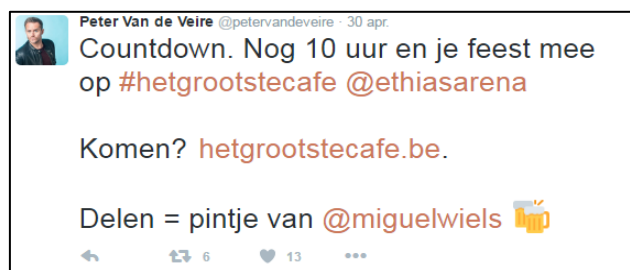 Peter Van de Veire @petervandeveire · 30 apr.
Countdown. Nog 10 uur en je feest mee
op #hetgrootstecafe @ethiasarena
Komen? hetgrootstecafe.be.
Delen = pintje van @miguelwiels 🍻
6 13